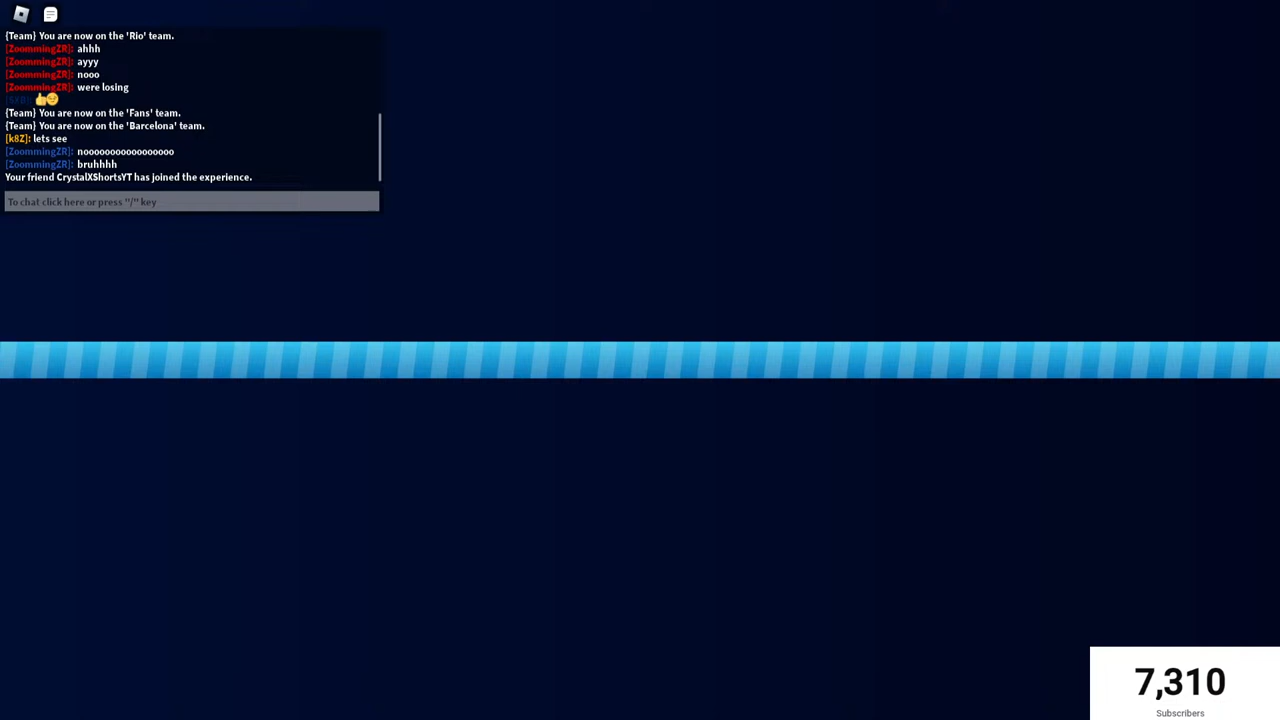 {Team} You are now on the 'Rio' team.
[ZoommingZR]: ahhh
[ZoommingZR]: ayyy
[ZoommingZR]: nooo
[ZoommingZR]: were losing
👍
{Team} You are now on the 'Fans' team.
{Team} You are now on the 'Barcelona' team.
[k8Z]: lets see
[ZoommingZR]: nooooooooooooooooo
[ZoommingZR]: bruhhhh
Your friend CrystalXShortsYT has joined the experience.
To chat click here or press "/" key
7,310
Subscribers